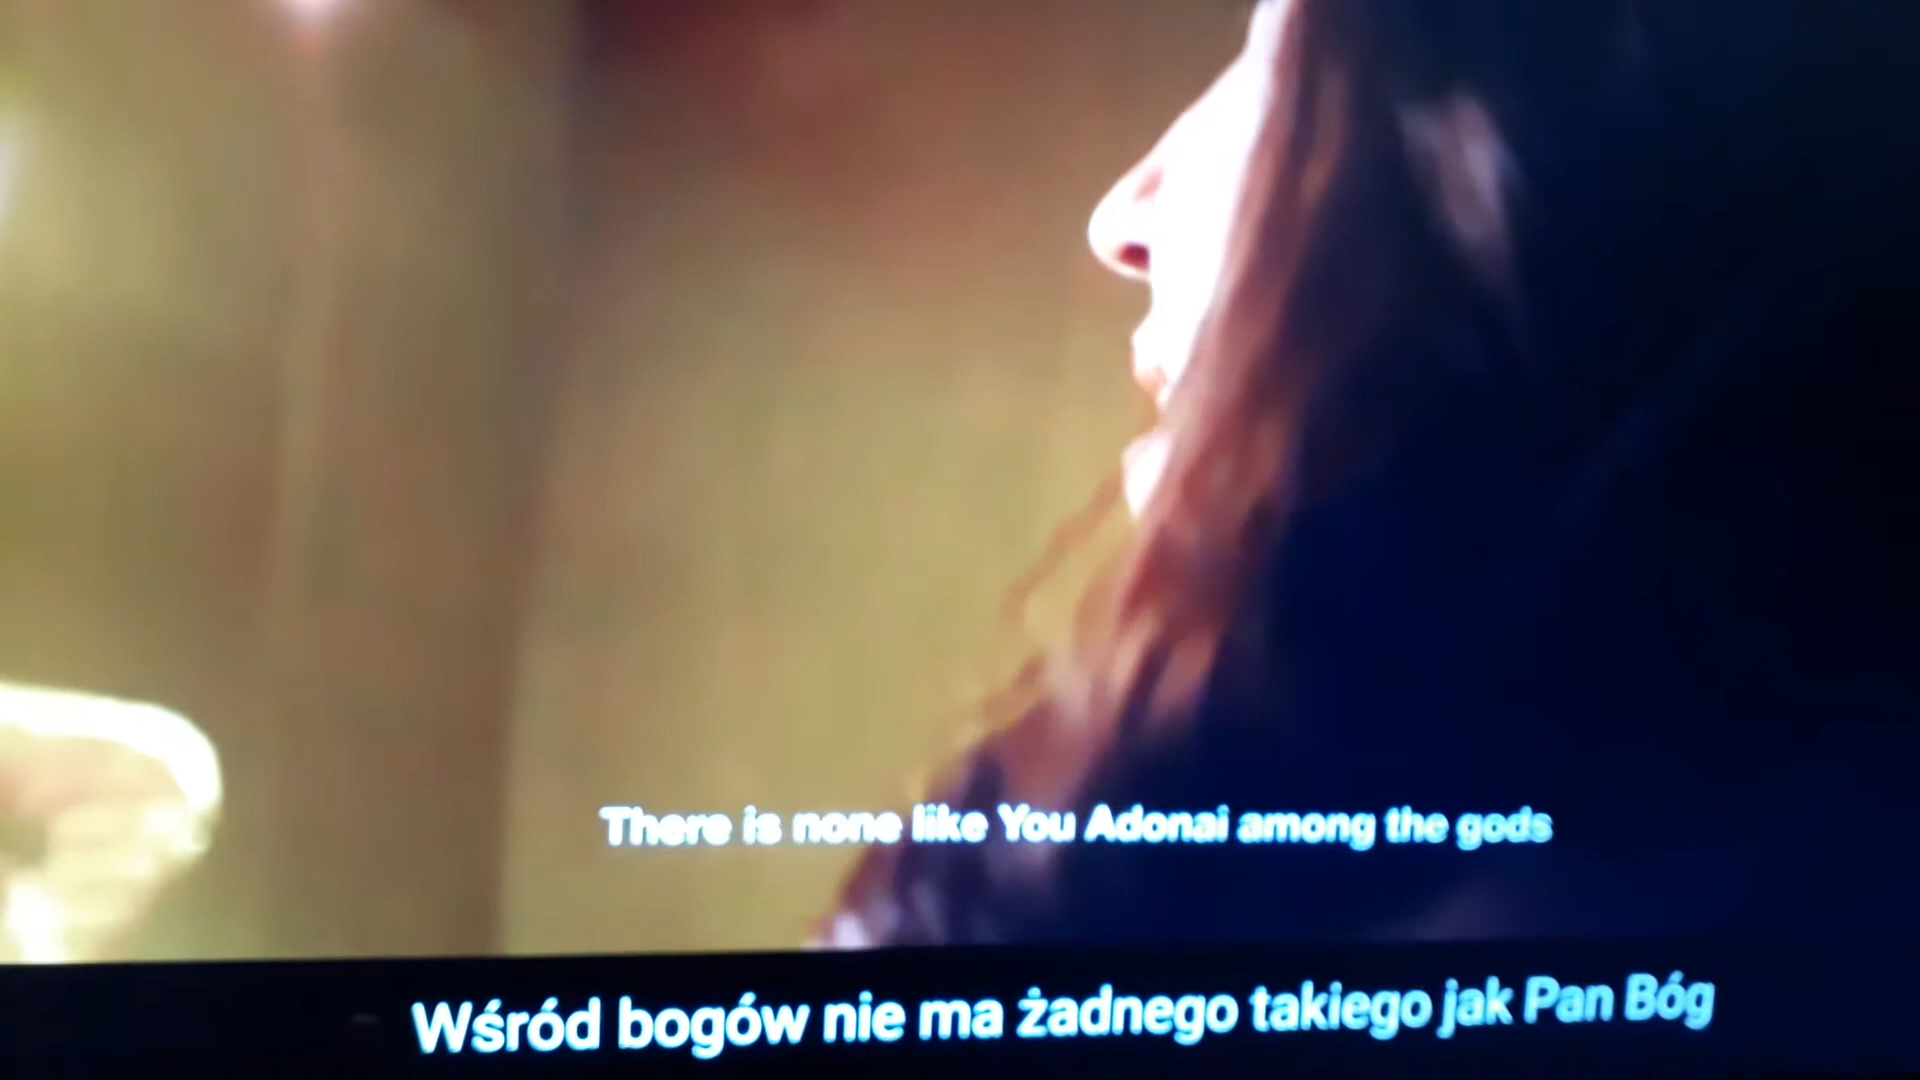 There is none like You Adonai among the gods
Wśród bogów nie ma żadnego takiego jak Pan Bóg